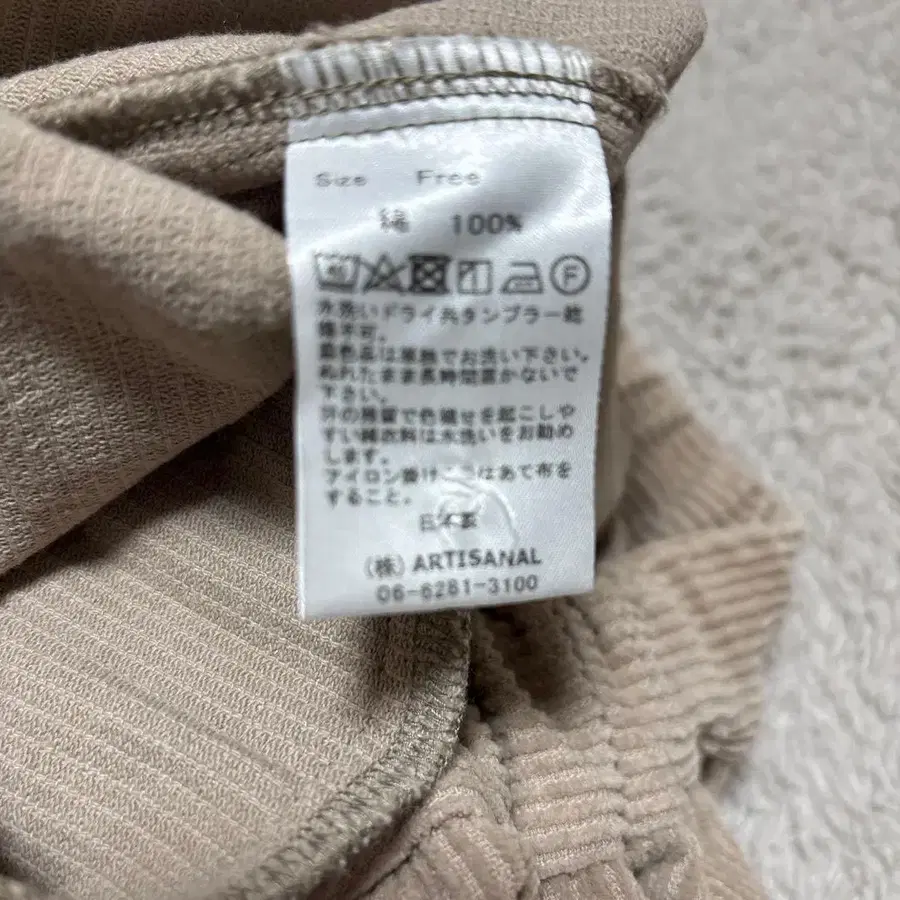 Size Free
綿 100%
40 F
水洗いドライ共タンブラー乾
燥不可。
濃色品は単独でお洗い下さい。
ぬれたまま長時間置かないで
下さい。
汗の残留で色褪せを起こしや
すい綿衣料は水洗いをお勧め
します。
アイロン掛けはあて布を
すること。
日本製
(株) ARTISANAL
06-6281-3100